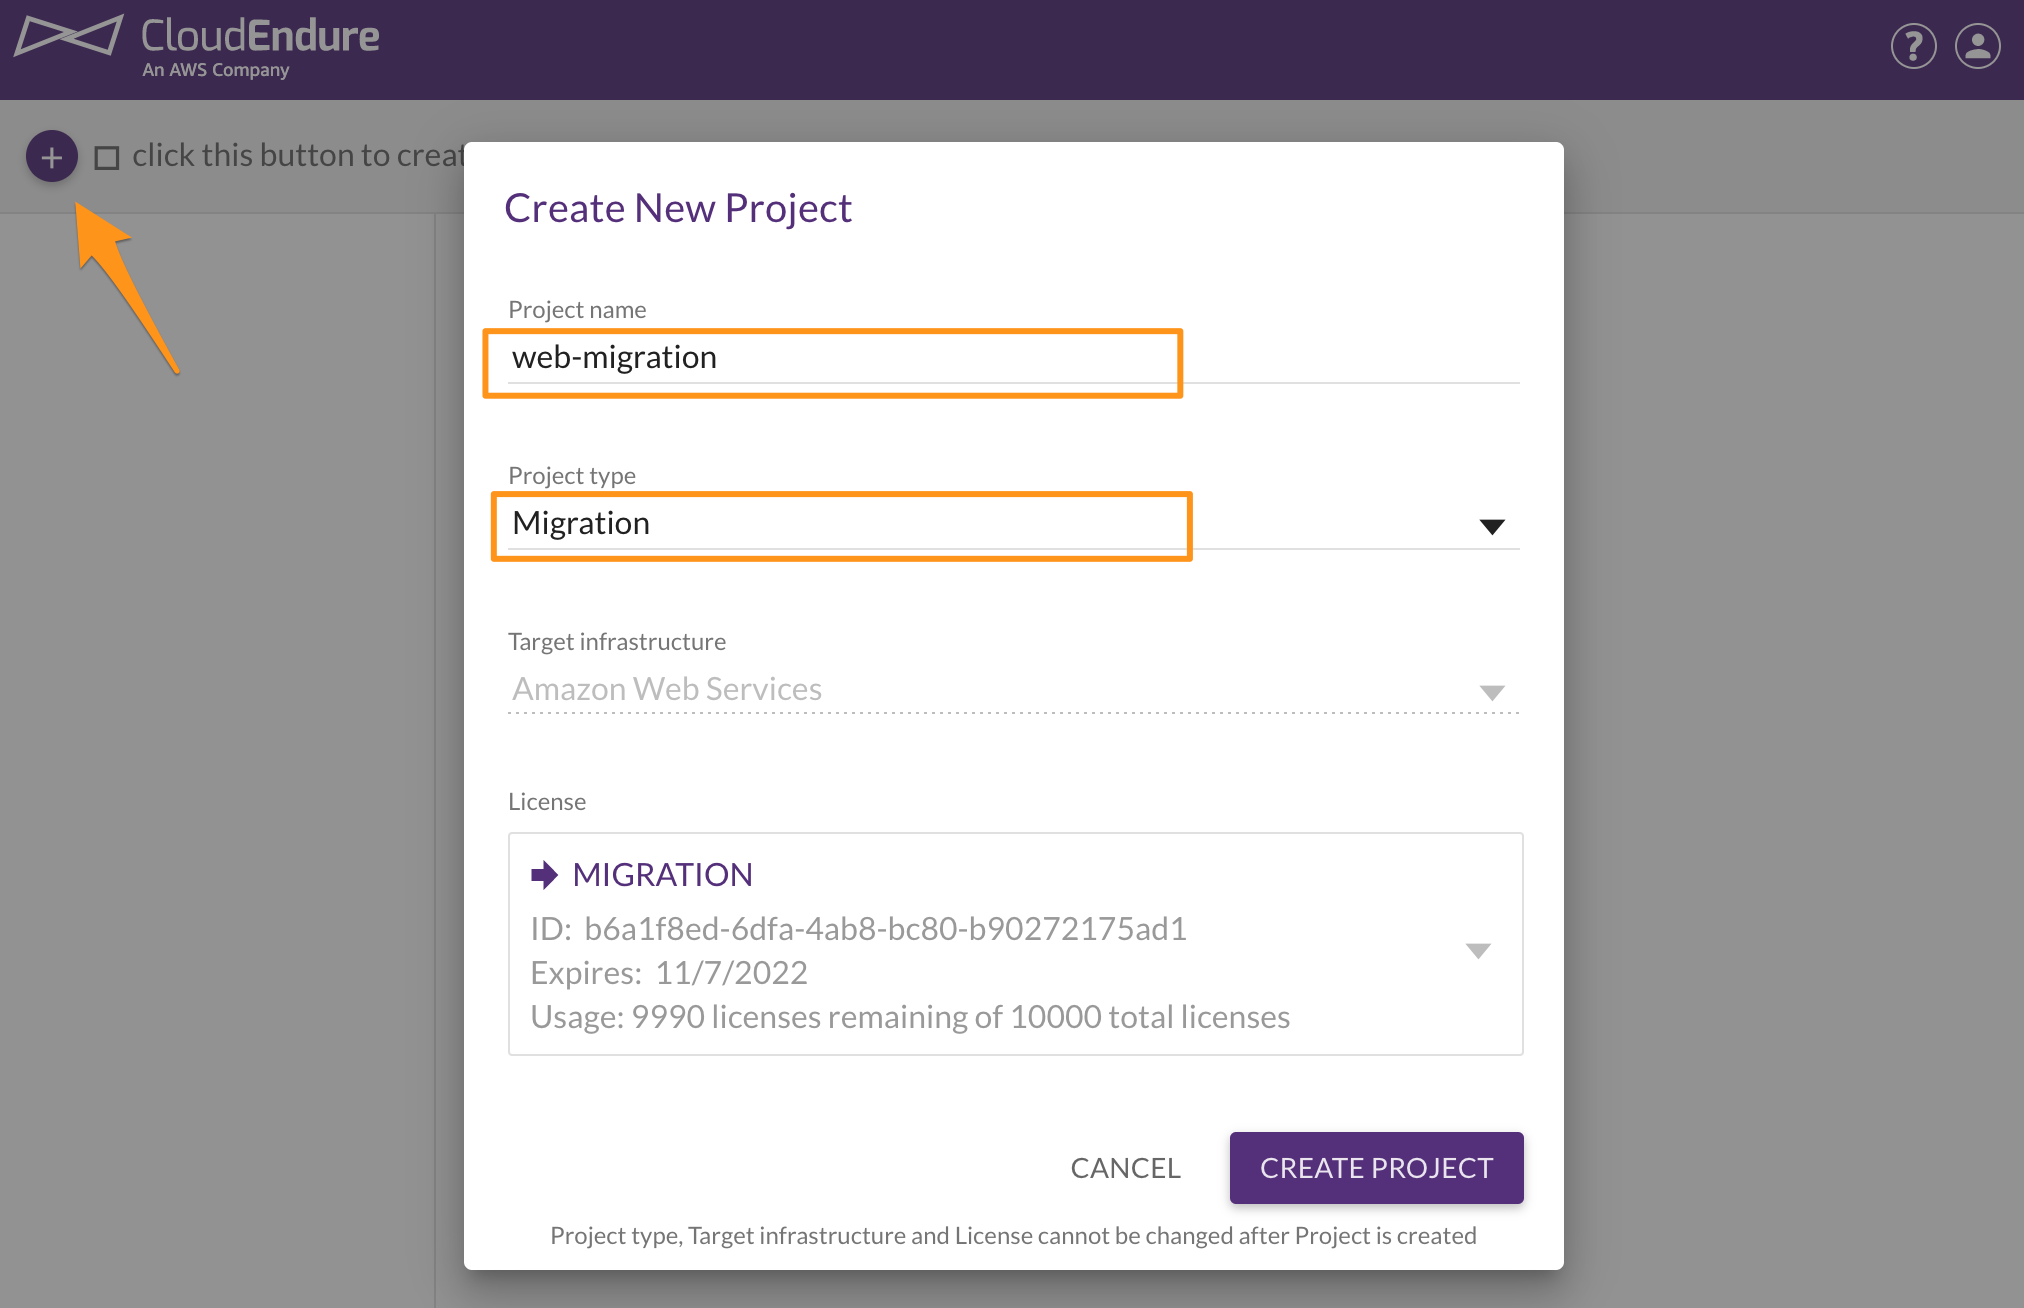 CloudEndure
An AWS Company
?
+ click this button to creat
Create New Project
Project name
web-migration
Project type
Migration
Target infrastructure
Amazon Web Services
License
MIGRATION
ID: b6a1f8ed-6dfa-4ab8-bc80-b90272175ad1
Expires: 11/7/2022
Usage: 9990 licenses remaining of 10000 total licenses
CANCEL
CREATE PROJECT
Project type, Target infrastructure and License cannot be changed after Project is created